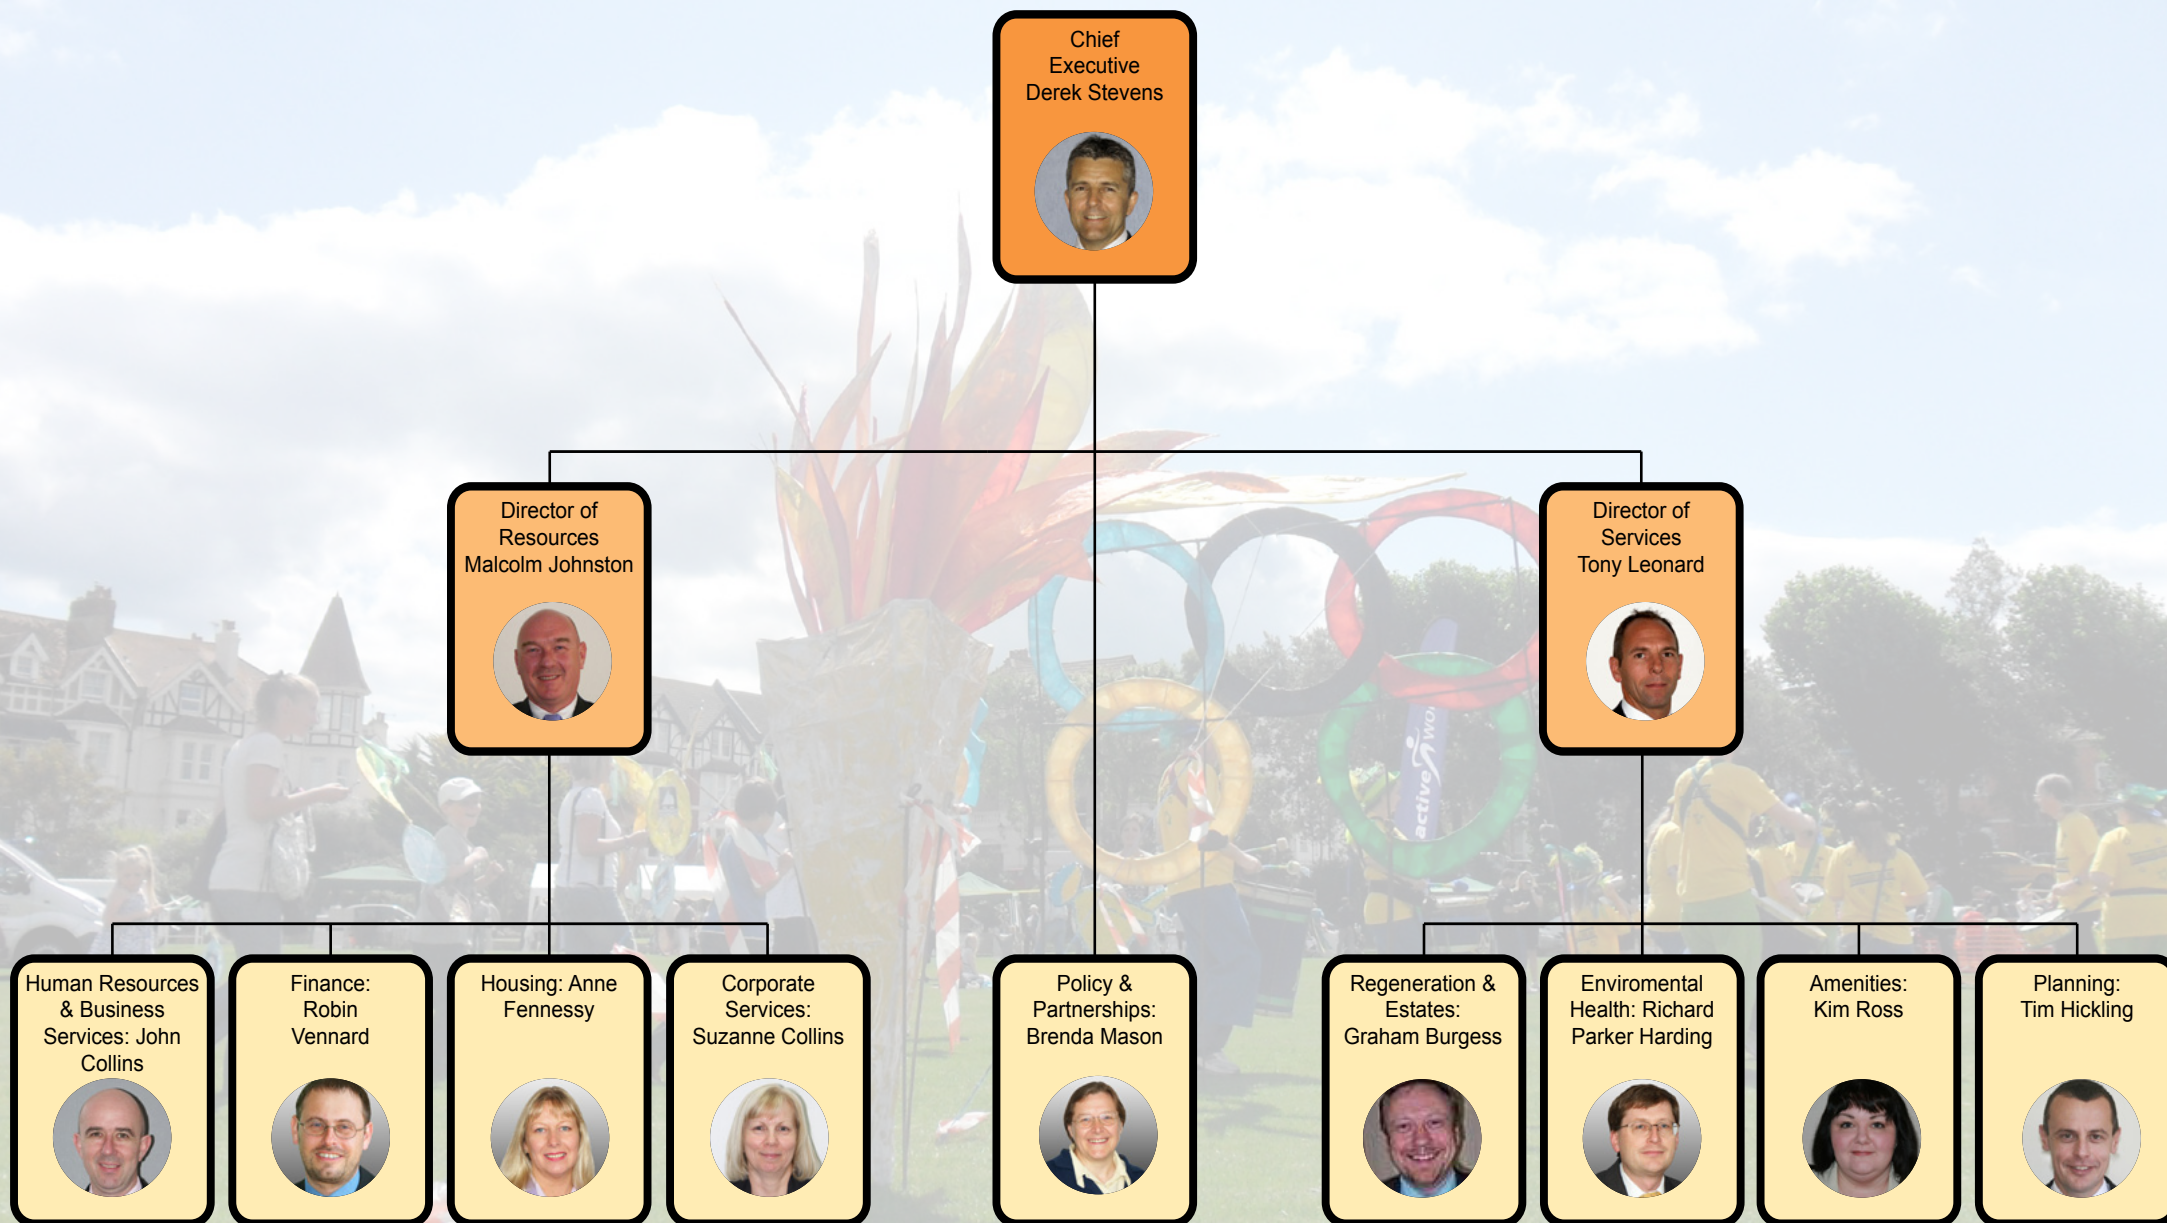 Chief
Executive
Derek Stevens
Director of
Resources
Malcolm Johnston
Director of
Services
Tony Leonard
active
wo
Human Resources
& Business
Services: John
Collins
Finance:
Robin
Vennard
Housing: Anne
Fennessy
Corporate
Services:
Suzanne Collins
Policy &
Partnerships:
Brenda Mason
Regeneration &
Estates:
Graham Burgess
Enviromental
Health: Richard
Parker Harding
Amenities:
Kim Ross
Planning:
Tim Hickling